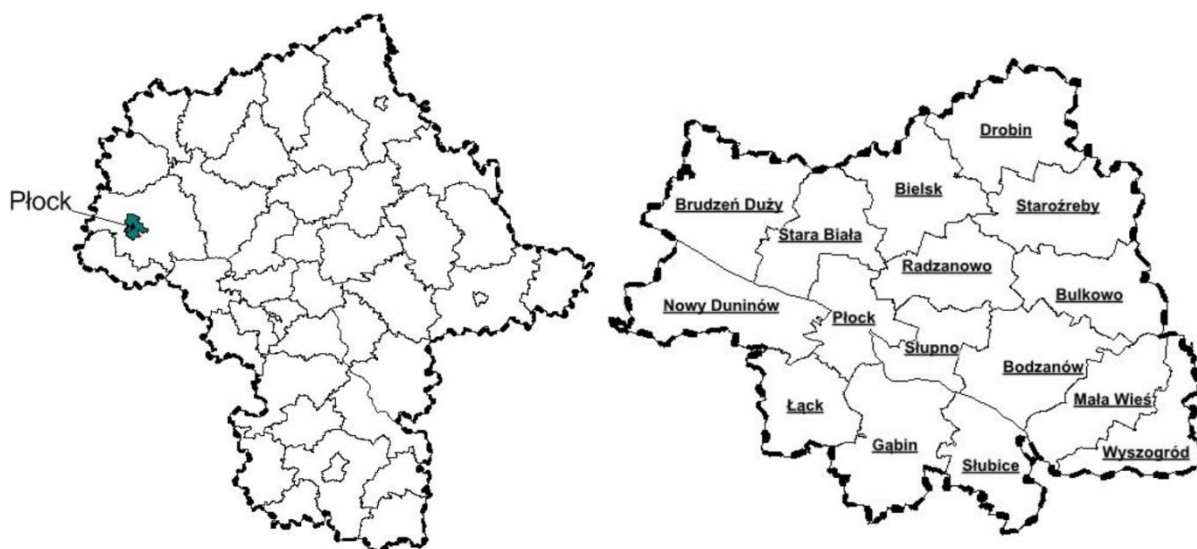 Płock
Drobin
Bielsk
Brudzeń Duży
Staroźreby
Stara Biała
Radzanowo
Bulkowo
Nowy Duninów
Płock
Słupno
Bodzanów
Mała Wieś
Łąck
Gąbin
Wyszogród
Słubice